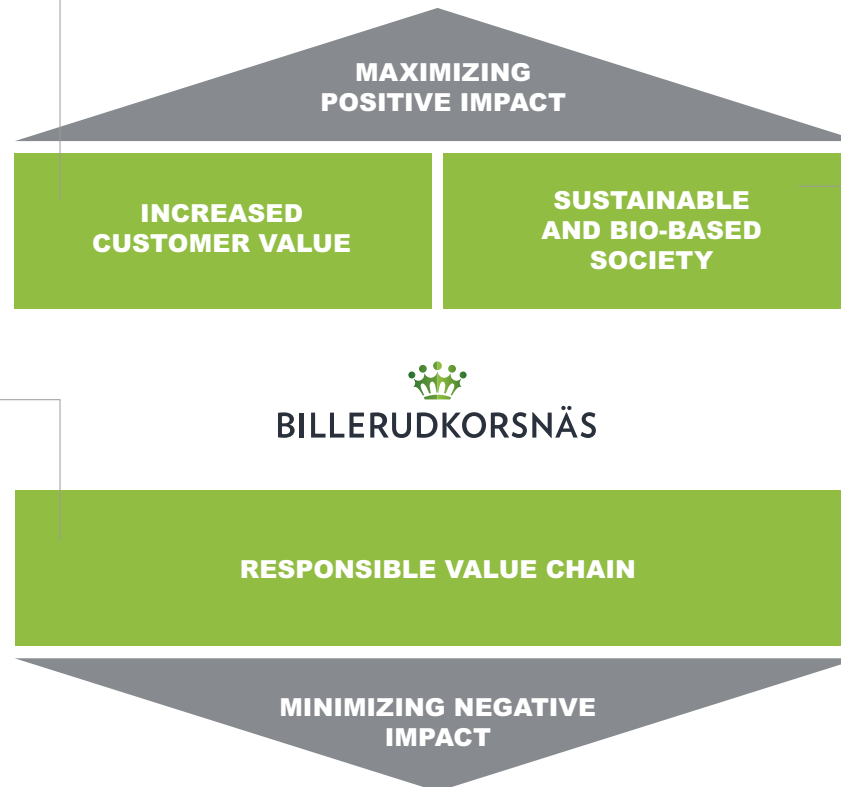 MAXIMIZING
POSITIVE IMPACT
INCREASED
CUSTOMER VALUE
SUSTAINABLE
AND BIO-BASED
SOCIETY
BILLERUDKORSNÄS
RESPONSIBLE VALUE CHAIN
MINIMIZING NEGATIVE
IMPACT